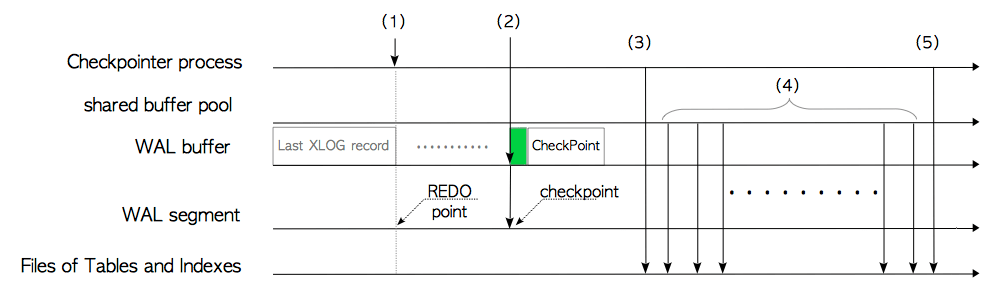 (1)
(2)
(3)
(5)
Checkpointer process
(4)
shared buffer pool
WAL buffer
Last XLOG record
CheckPoint
REDO
point
checkpoint
WAL segment
Files of Tables and Indexes